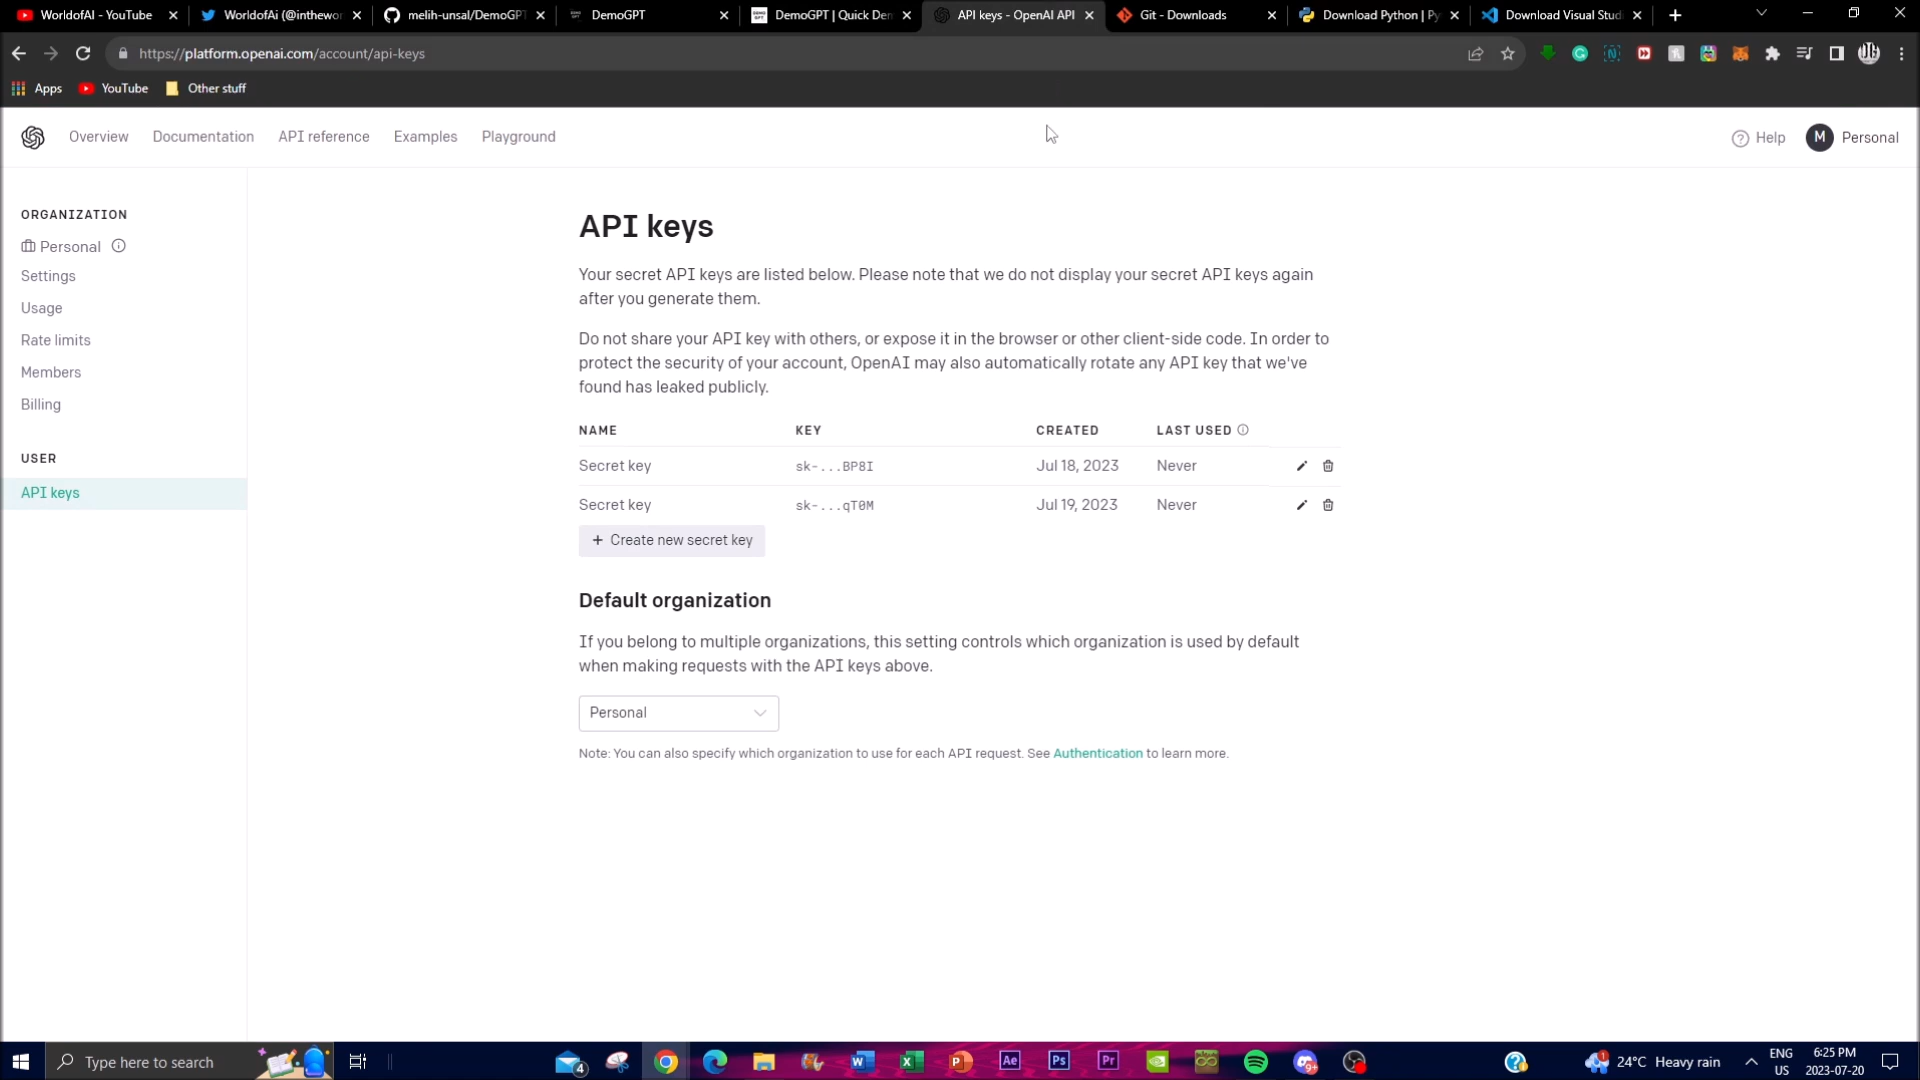 WorldofAI - YouTube
WorldofAi (@inthewor
melih-unsal/DemoGPT
DemoGPT
DemoGPT | Quick Den
API keys - OpenAI API
Git - Downloads
Download Python | Py
Download Visual Studi
https://platform.openai.com/account/api-keys
Apps
YouTube
Other stuff
Overview
Documentation
API reference
Examples
Playground
Help
M
Personal
ORGANIZATION
Personal
Settings
Usage
Rate limits
Members
Billing
USER
API keys
API keys
Your secret API keys are listed below. Please note that we do not display your secret API keys again
after you generate them.
Do not share your API key with others, or expose it in the browser or other client-side code. In order to
protect the security of your account, OpenAI may also automatically rotate any API key that we've
found has leaked publicly.
NAME KEY CREATED LAST USED
Secret key sk-...BP8I Jul 18, 2023 Never
Secret key sk-...qT0M Jul 19, 2023 Never
+ Create new secret key
Default organization
If you belong to multiple organizations, this setting controls which organization is used by default
when making requests with the API keys above.
Personal
Note: You can also specify which organization to use for each API request. See Authentication to learn more.
Type here to search
4
Ae
Ps
Pr
9+
24°C Heavy rain
ENG
US
6:25 PM
2023-07-20